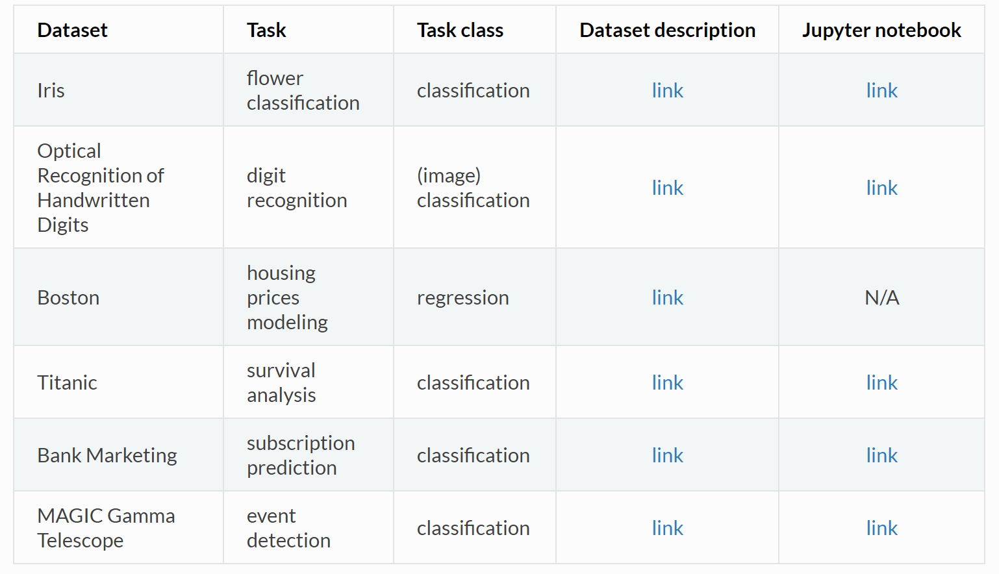 Dataset Task Task class Dataset description Jupyter notebook
Iris flower classification classification link link
Optical Recognition of Handwritten Digits digit recognition (image) classification link link
Boston housing prices modeling regression link N/A
Titanic survival analysis classification link link
Bank Marketing subscription prediction classification link link
MAGIC Gamma Telescope event detection classification link link